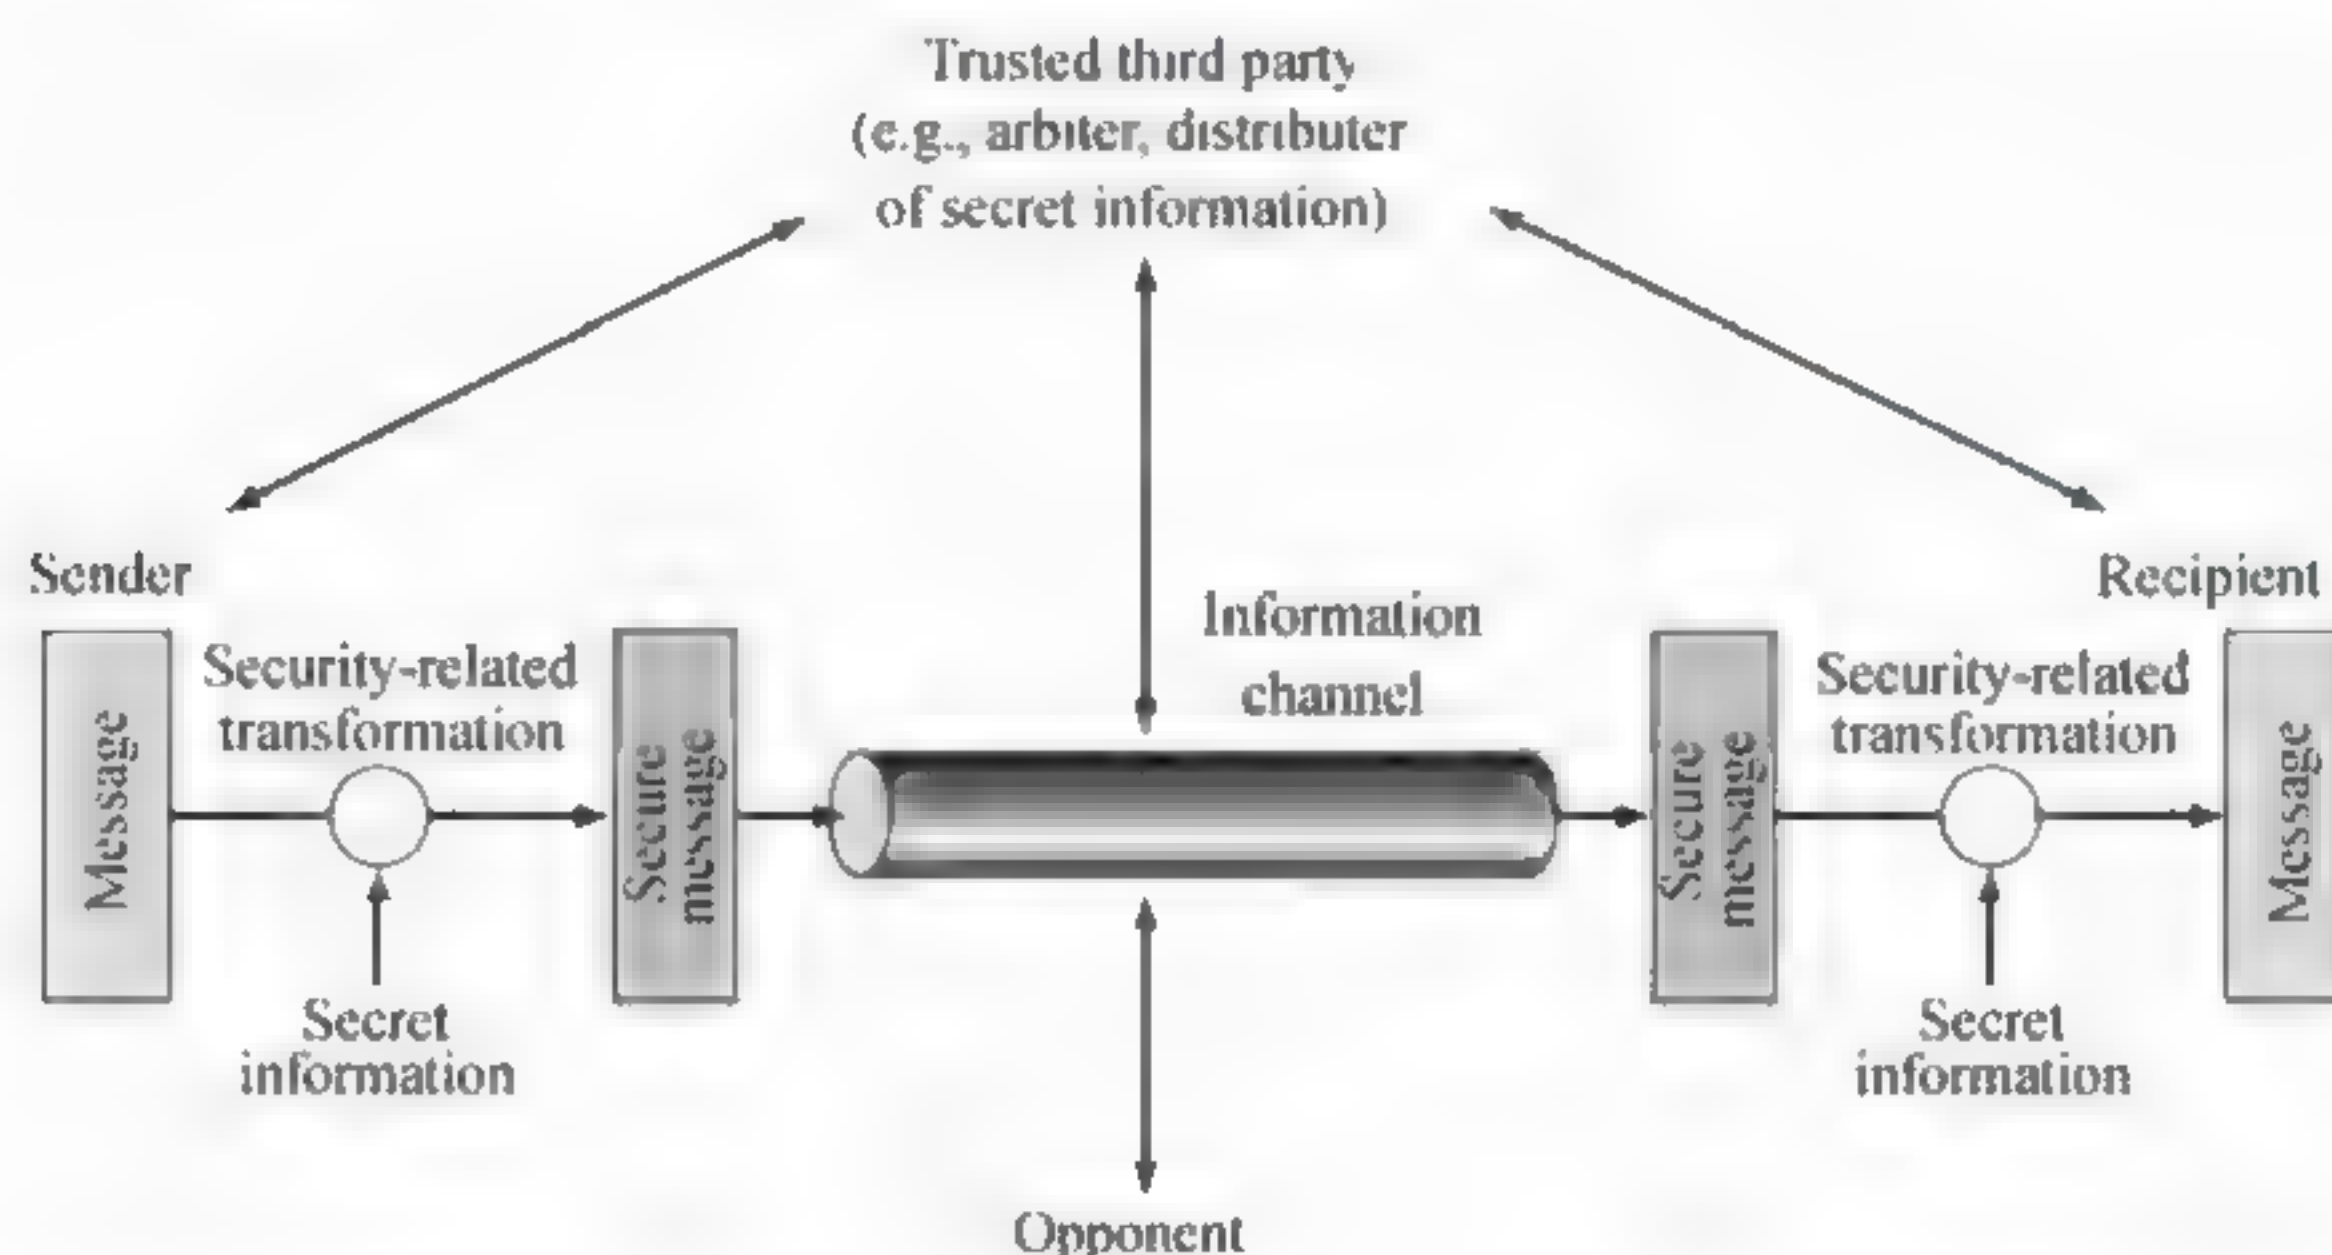 Trusted third party
(e.g., arbiter, distributer
of secret information)
Sender
Recipient
Information
channel
Security-related
transformation
Security-related
transformation
Message
Secure
message
Secure
message
Message
Secret
information
Secret
information
Opponent